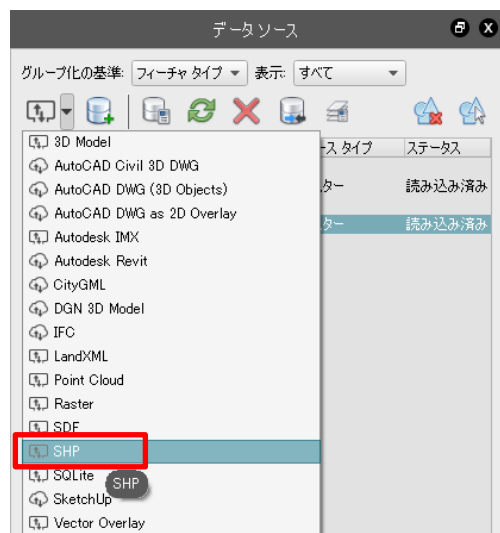 データ ソース
グループ化の基準: フィーチャ タイプ 表示: すべて
ース タイプ ステータス
3D Model
AutoCAD Civil 3D DWG
AutoCAD DWG (3D Objects)
ター 読み込み済み
AutoCAD DWG as 2D Overlay
ター 読み込み済み
Autodesk IMX
Autodesk Revit
CityGML
DGN 3D Model
IFC
LandXML
Point Cloud
Raster
SDF
SHP
SQLite
SHP
SketchUp
Vector Overlay